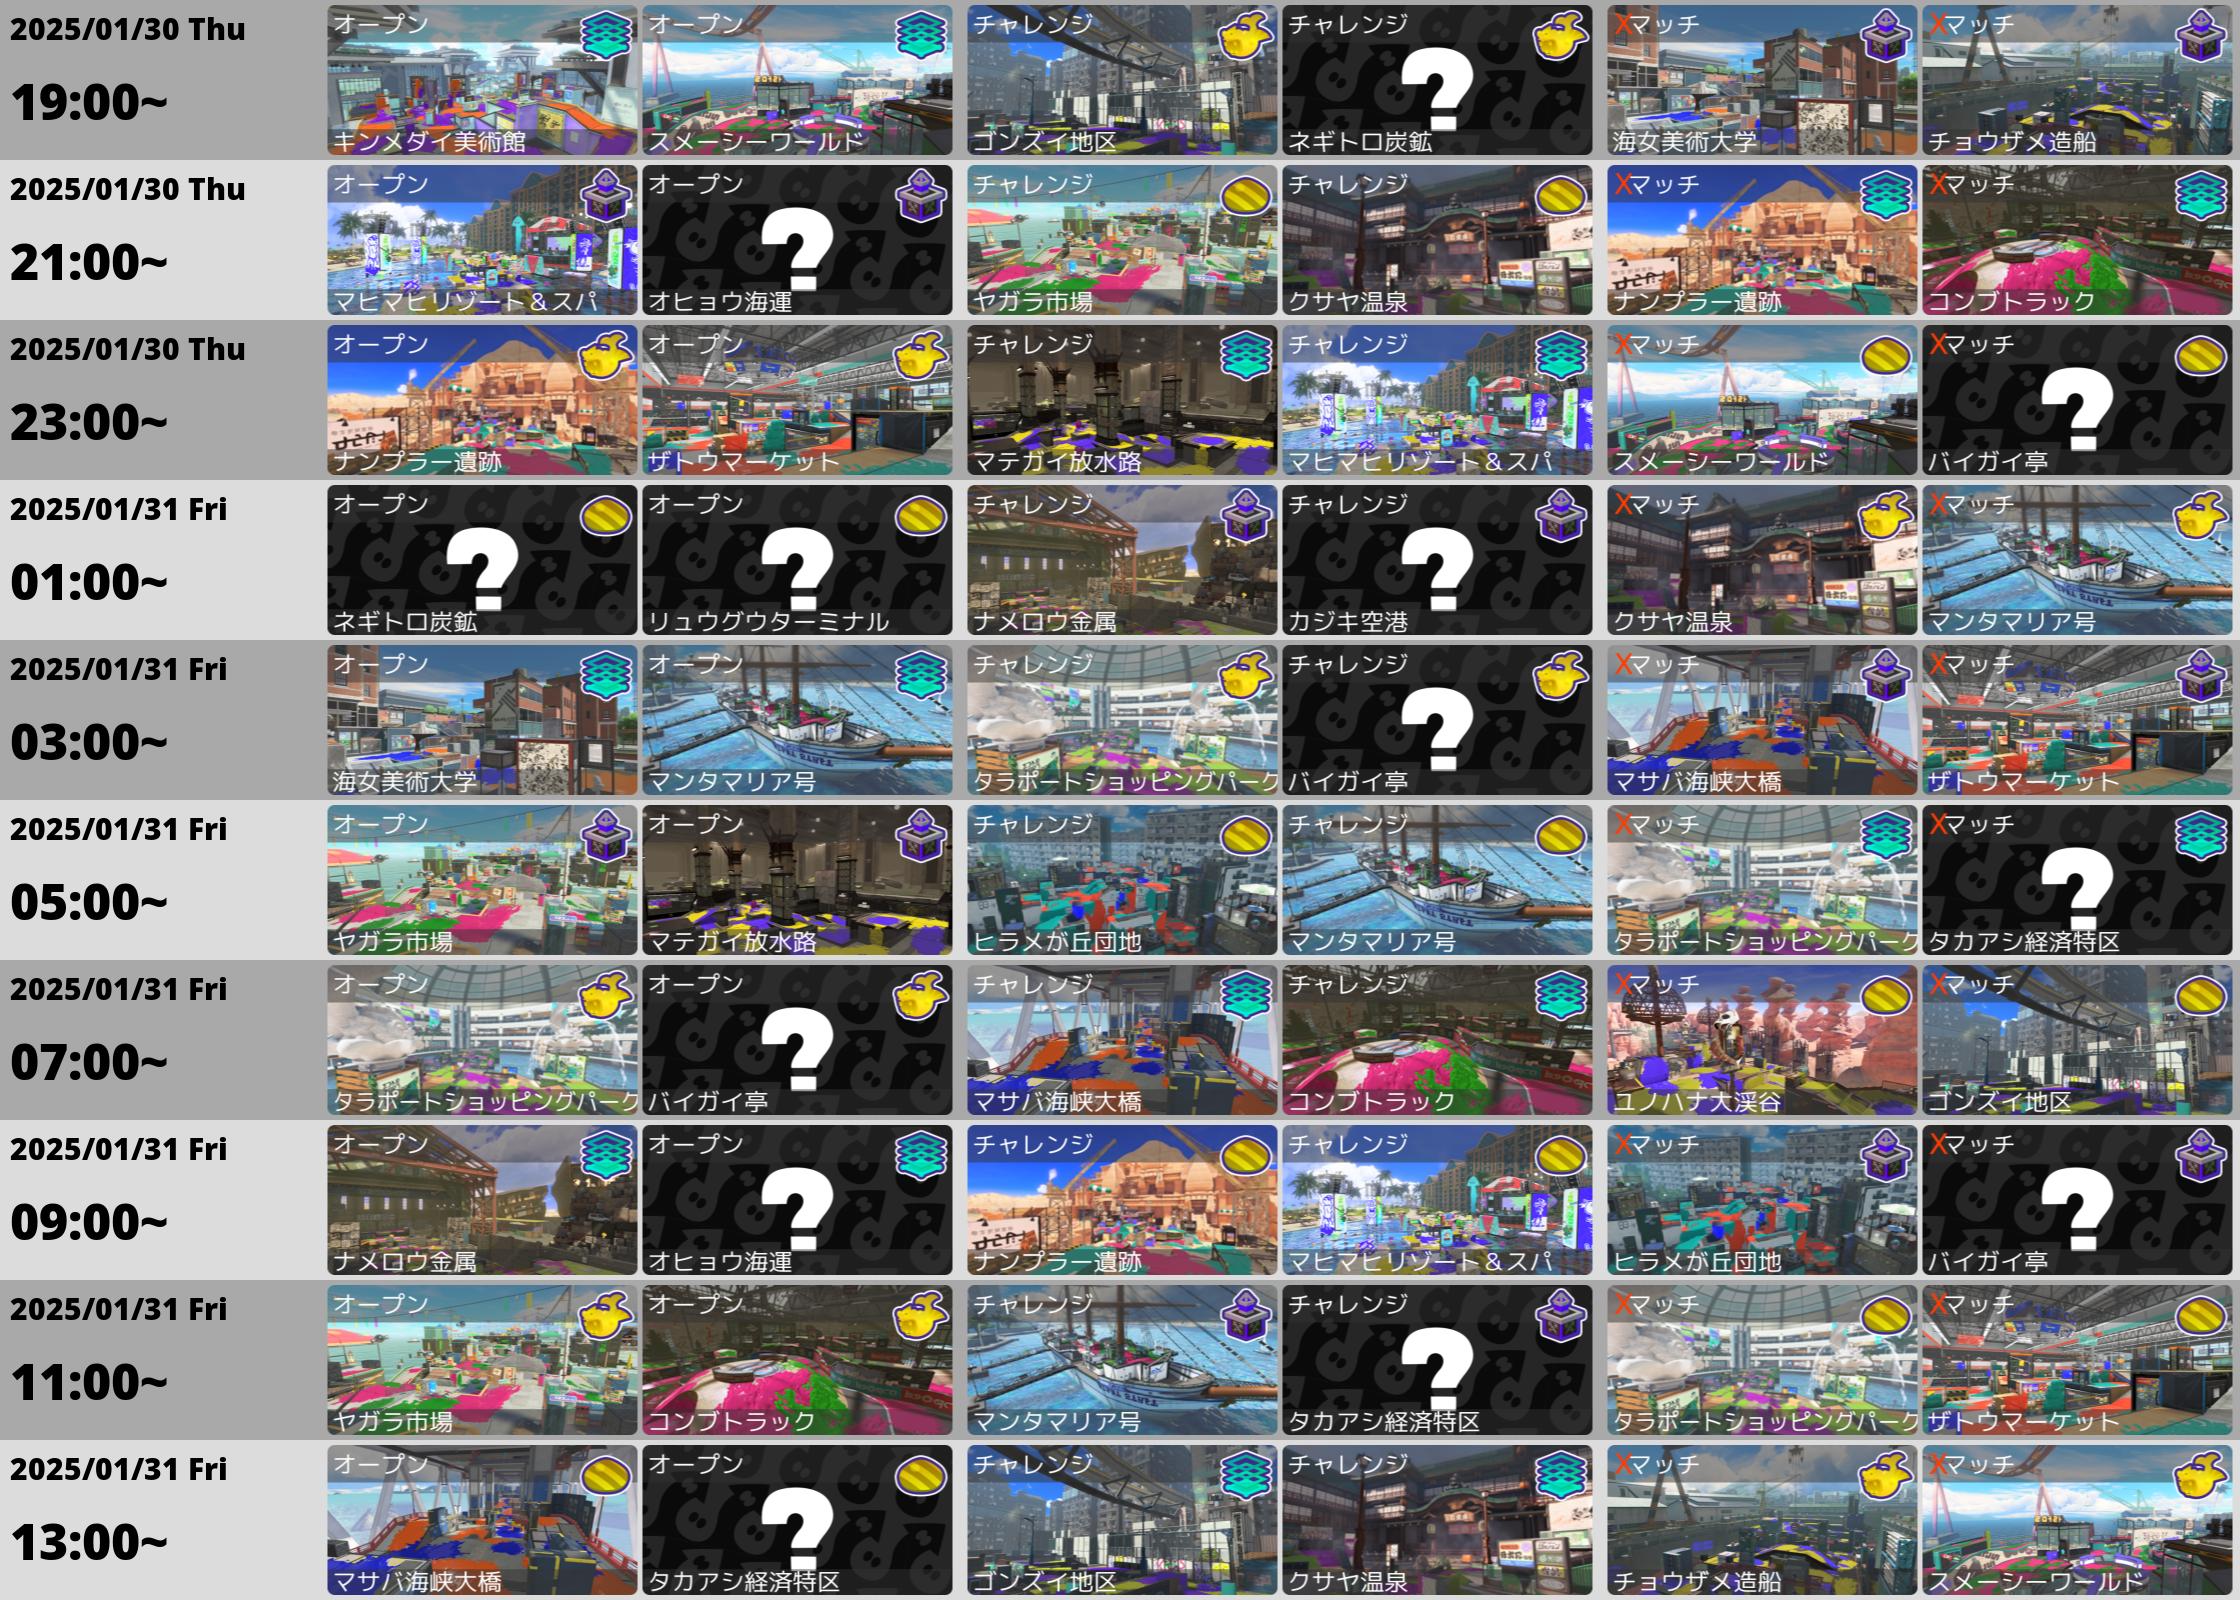 2025/01/30 Thu
19:00~
オープン
キンメダイ美術館
オープン
スメーシーワールド
チャレンジ
ゴンズイ地区
チャレンジ
ネギトロ炭鉱
Xマッチ
海女美術大学
Xマッチ
チョウザメ造船
2025/01/30 Thu
21:00~
オープン
マヒマヒリゾート＆スパ
オープン
オヒョウ海運
チャレンジ
ヤガラ市場
チャレンジ
クサヤ温泉
Xマッチ
ナンプラー遺跡
Xマッチ
コンブトラック
2025/01/30 Thu
23:00~
オープン
ナンプラー遺跡
オープン
ザトウマーケット
チャレンジ
マテガイ放水路
チャレンジ
マヒマヒリゾート＆スパ
Xマッチ
スメーシーワールド
Xマッチ
バイガイ亭
2025/01/31 Fri
01:00~
オープン
ネギトロ炭鉱
オープン
リュウグウターミナル
チャレンジ
ナメロウ金属
チャレンジ
カジキ空港
Xマッチ
クサヤ温泉
Xマッチ
マンタマリア号
2025/01/31 Fri
03:00~
オープン
海女美術大学
オープン
マンタマリア号
チャレンジ
タラポートショッピングパーク
チャレンジ
バイガイ亭
Xマッチ
マサバ海峡大橋
Xマッチ
ザトウマーケット
2025/01/31 Fri
05:00~
オープン
ヤガラ市場
オープン
マテガイ放水路
チャレンジ
ヒラメが丘団地
チャレンジ
マンタマリア号
Xマッチ
タラポートショッピングパーク
Xマッチ
タカアシ経済特区
2025/01/31 Fri
07:00~
オープン
タラポートショッピングパーク
オープン
バイガイ亭
チャレンジ
マサバ海峡大橋
チャレンジ
コンブトラック
Xマッチ
ユノハナ大渓谷
Xマッチ
ゴンズイ地区
2025/01/31 Fri
09:00~
オープン
ナメロウ金属
オープン
オヒョウ海運
チャレンジ
ナンプラー遺跡
チャレンジ
マヒマヒリゾート＆スパ
Xマッチ
ヒラメが丘団地
Xマッチ
バイガイ亭
2025/01/31 Fri
11:00~
オープン
ヤガラ市場
オープン
コンブトラック
チャレンジ
マンタマリア号
チャレンジ
タカアシ経済特区
Xマッチ
タラポートショッピングパーク
Xマッチ
ザトウマーケット
2025/01/31 Fri
13:00~
オープン
マサバ海峡大橋
オープン
タカアシ経済特区
チャレンジ
ゴンズイ地区
チャレンジ
クサヤ温泉
Xマッチ
チョウザメ造船
Xマッチ
スメーシーワールド